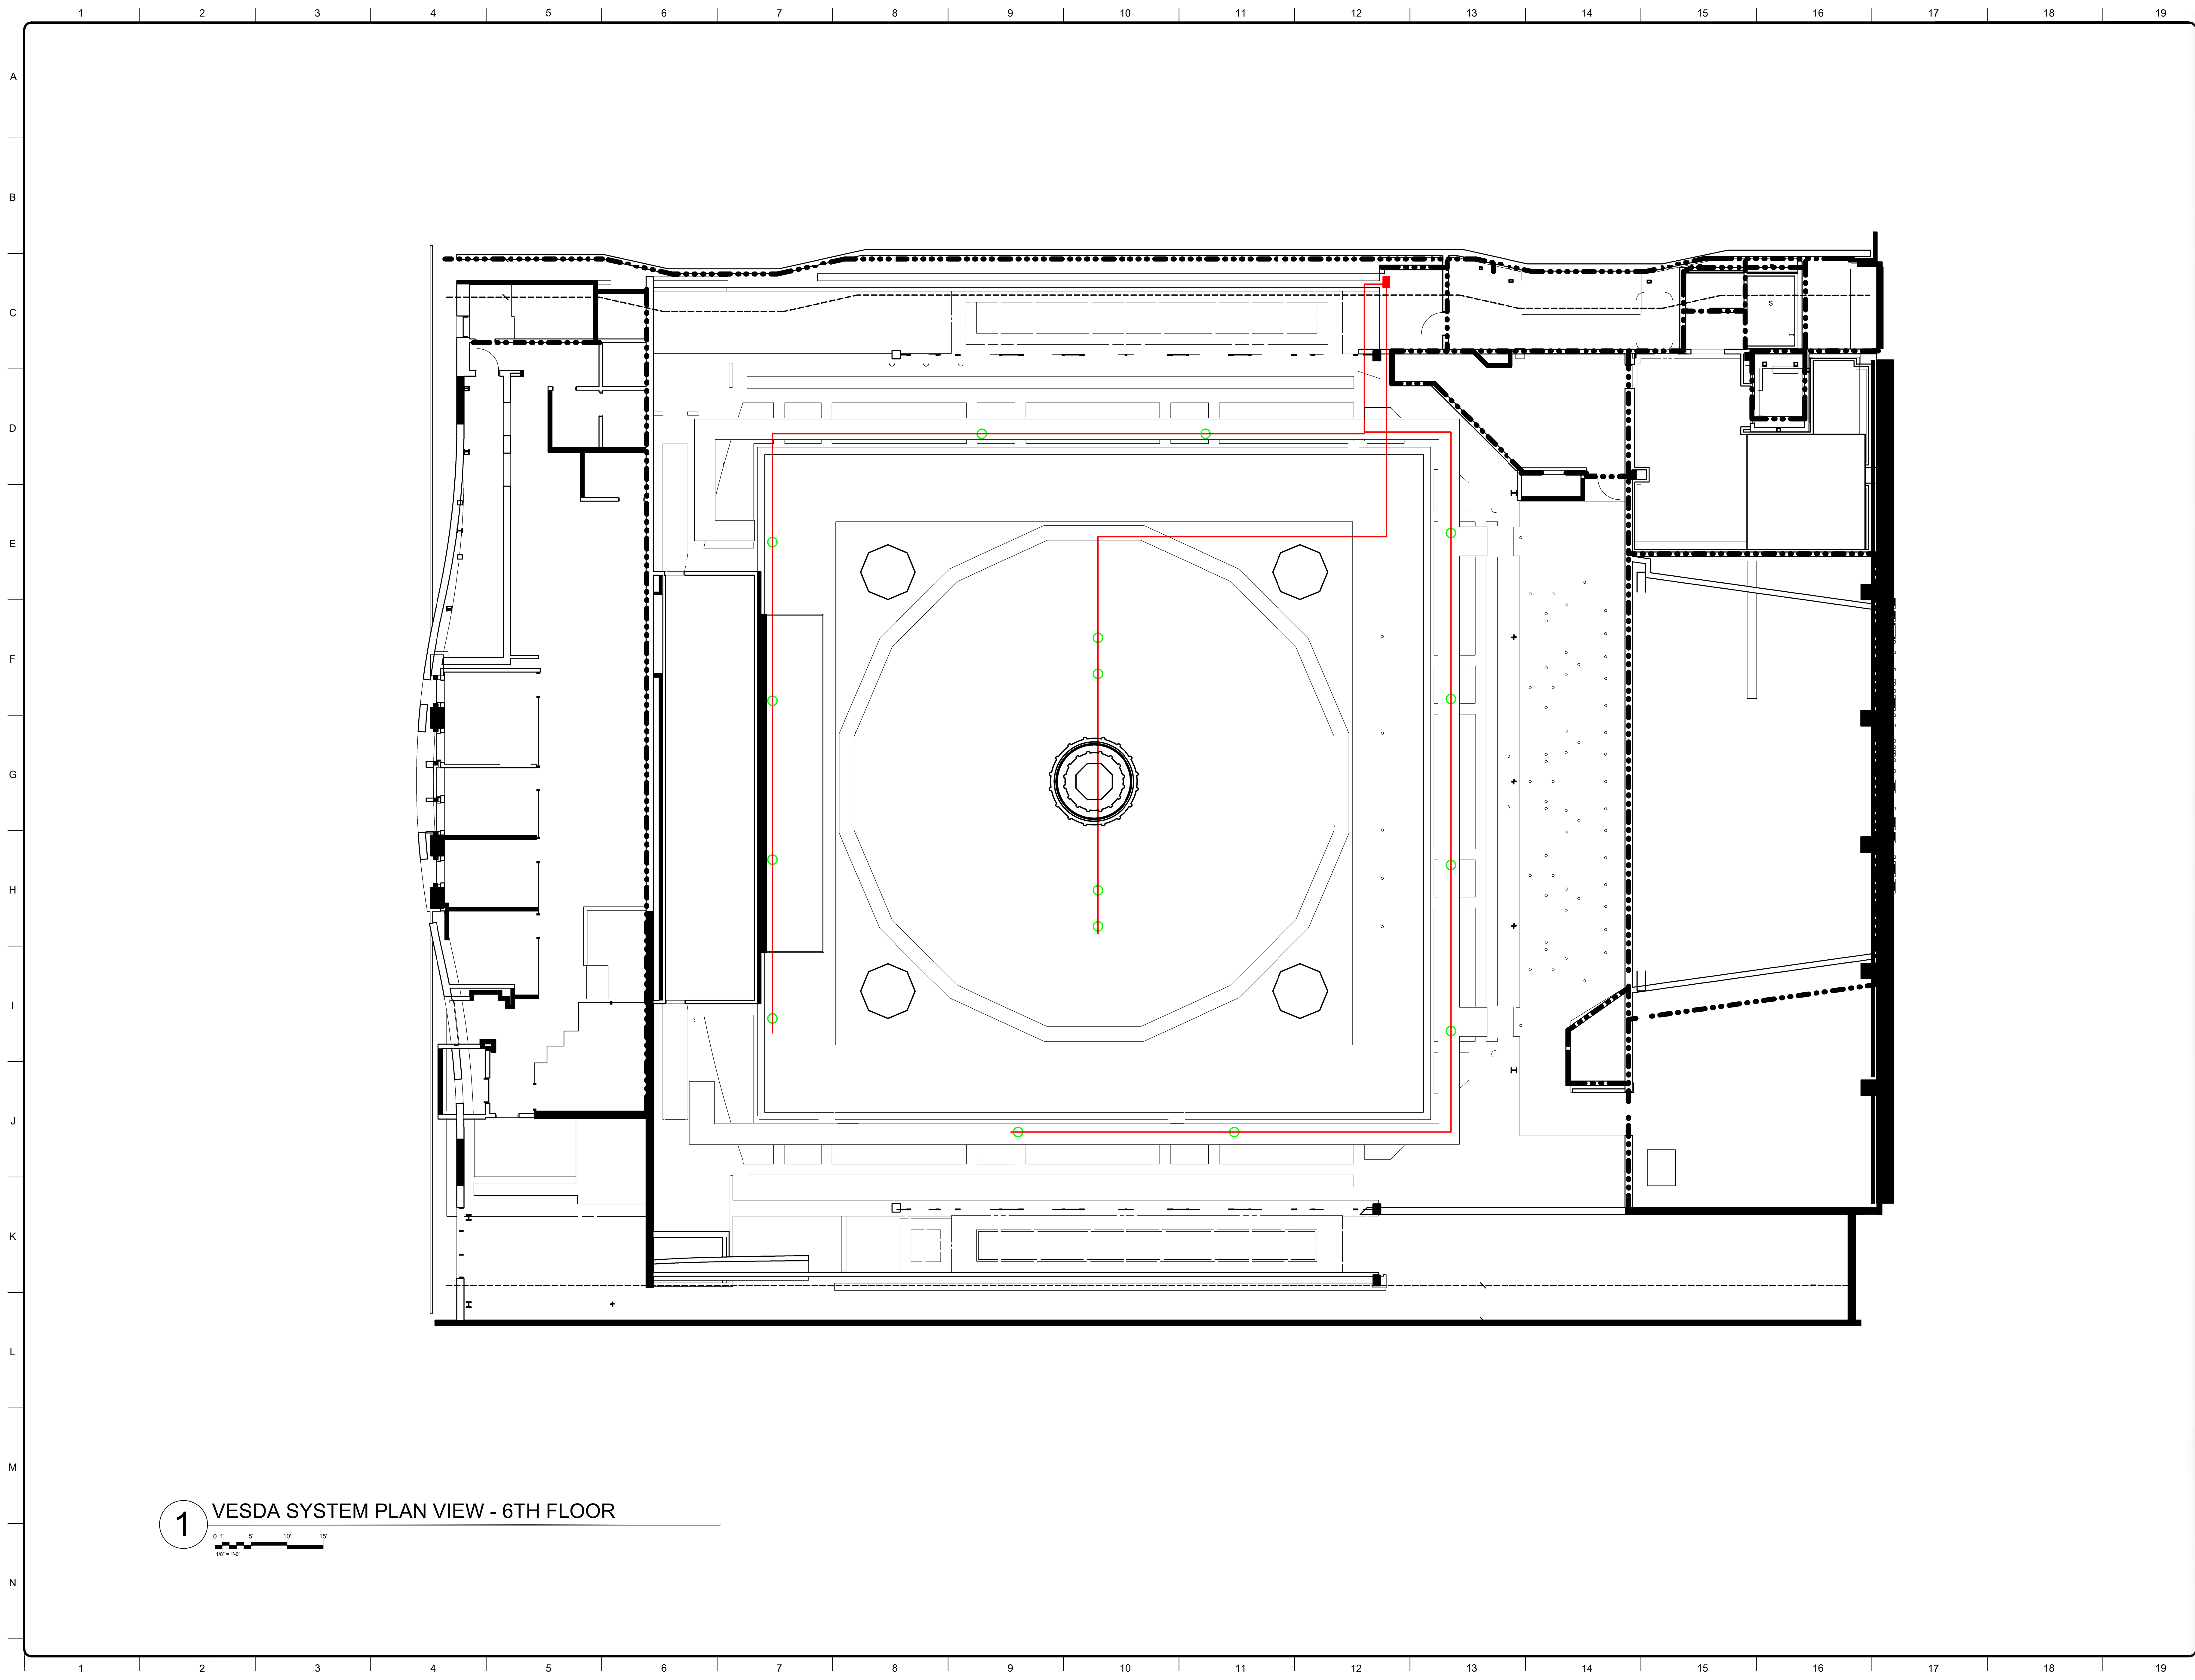 1 2 3 4 5 6 7 8 9 10 11 12 13 14 15 16 17 18 19
A
B
C
S
D
E
F
G
H
I
J
K
L
M
N
1
VESDA SYSTEM PLAN VIEW - 6TH FLOOR
0 1' 5' 10' 15'
1/8" = 1'-0"
1 2 3 4 5 6 7 8 9 10 11 12 13 14 15 16 17 18 19